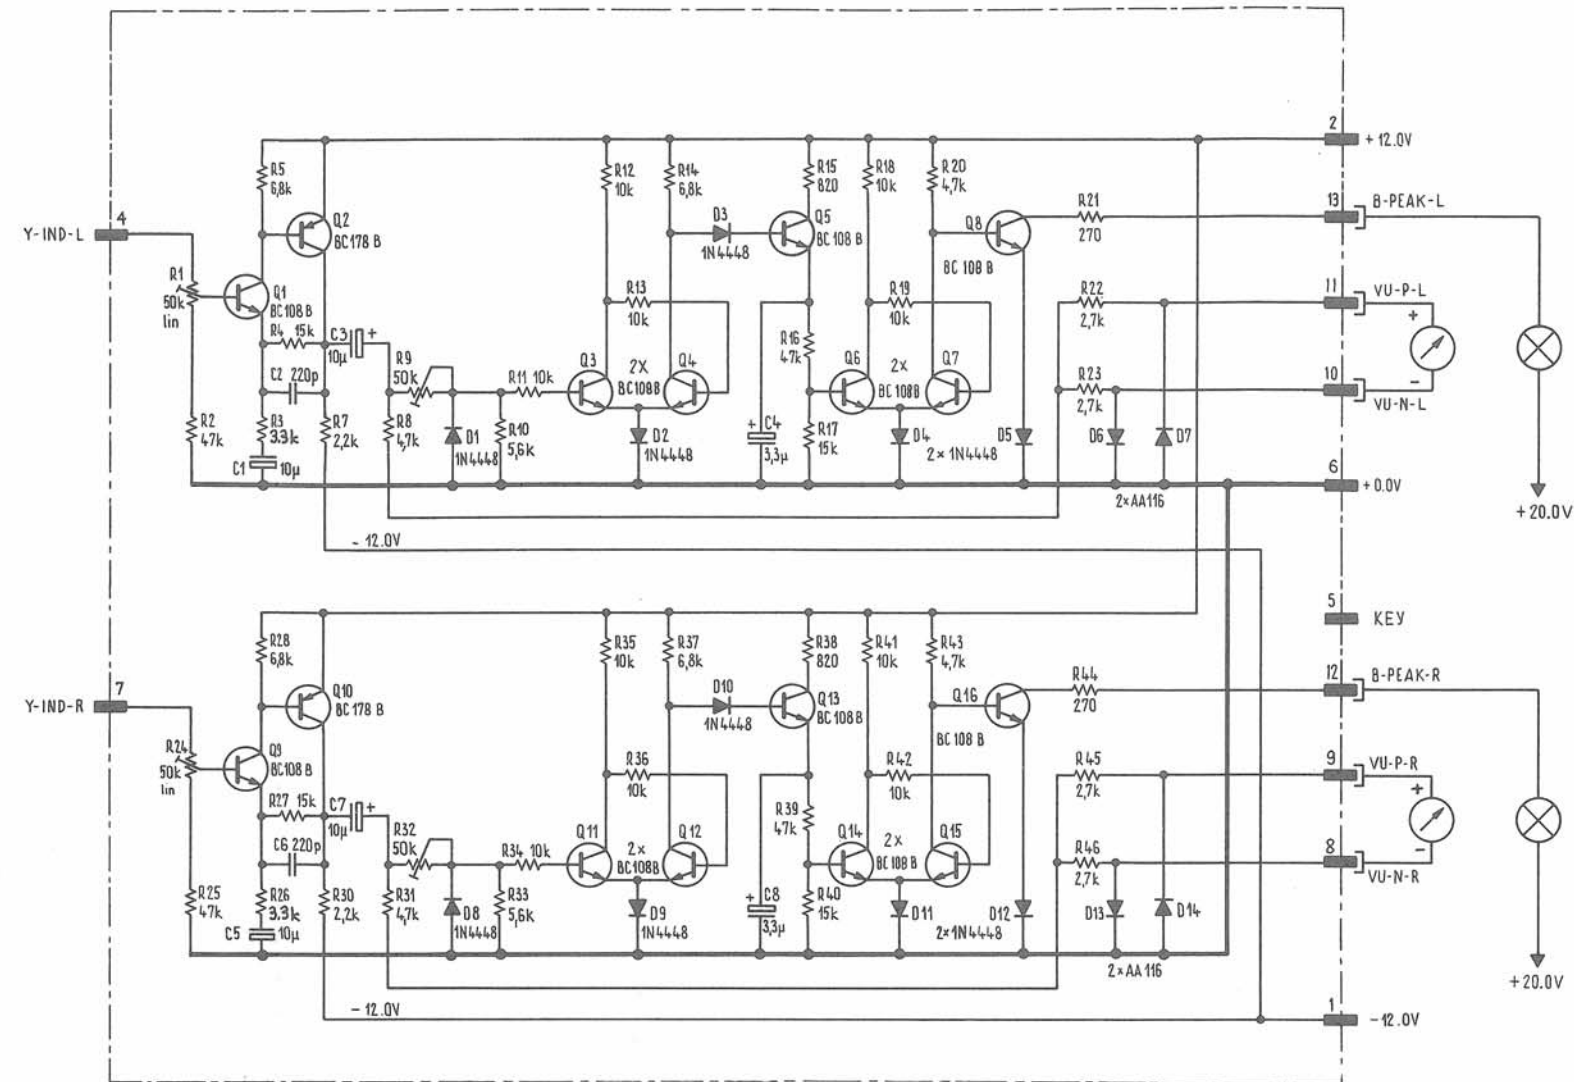 2
+ 12.0V
R5
6,8k
R12
10k
R14
6,8k
R15
820
R18
10k
R20
4,7k
R21
270
13
B-PEAK-L
4
Y-IND-L
Q2
BC178 B
D3
1N4448
Q5
BC 108 B
Q8
BC 108 B
R1
50k
lin
Q1
BC108 B
R4 15k
C3
10µ
+
R9
50k
R13
10k
R19
10k
R22
2,7k
11
VU-P-L
+
C2 220p
R11 10k
Q3
2x
BC108B
Q4
R16
47k
Q6
2x
BC 108B
Q7
R23
2,7k
10
-
VU-N-L
R2
47k
R3
3.3k
C1
10µ
R7
2,2k
R8
4,7k
D1
1N4448
R10
5,6k
D2
1N4448
+
C4
3,3µ
R17
15k
D4
2 x 1N4448
D5
D6
D7
2xAA116
6
+ 0.0V
+ 20.0V
- 12.0V
5
KEY
R28
6,8k
R35
10k
R37
6,8k
R38
820
R41
10k
R43
4,7k
R44
270
12
B-PEAK-R
7
Y-IND-R
Q10
BC 178 B
D10
1N4448
Q13
BC 108 B
Q16
BC 108 B
R24
50k
lin
Q9
BC108 B
R27 15k
C7
10µ
+
R32
50k
R36
10k
R42
10k
R45
2,7k
9
VU-P-R
+
C6 220p
R34 10k
Q11
2x
BC108B
Q12
R39
47k
Q14
2x
BC 108 B
Q15
R46
2,7k
8
-
VU-N-R
R25
47k
R26
3.3k
C5
10µ
R30
2,2k
R31
4,7k
D8
1N4448
R33
5,6k
D9
1N4448
+
C8
3,3µ
R40
15k
D11
2x1N4448
D12
D13
D14
2xAA 116
+ 20.0V
- 12.0V
1
- 12.0V